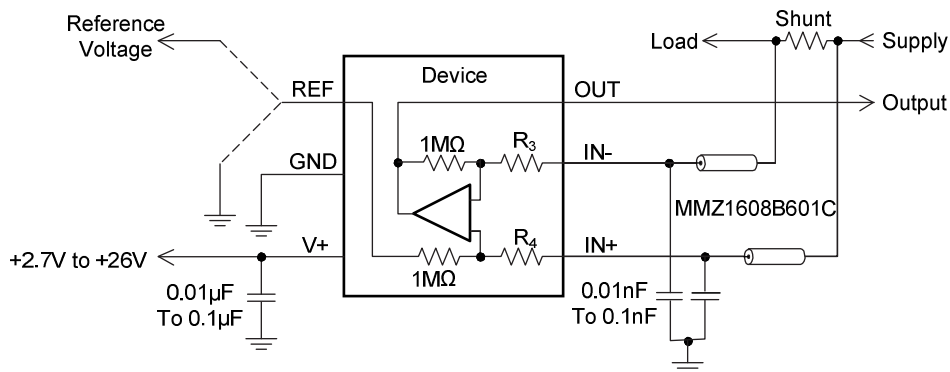 Reference
Voltage
Shunt
Load
Supply
Device
REF
OUT
Output
1MΩ
R3
IN-
GND
MMZ1608B601C
V+
R4
IN+
+2.7V to +26V
1MΩ
0.01µF
To 0.1µF
0.01nF
To 0.1nF